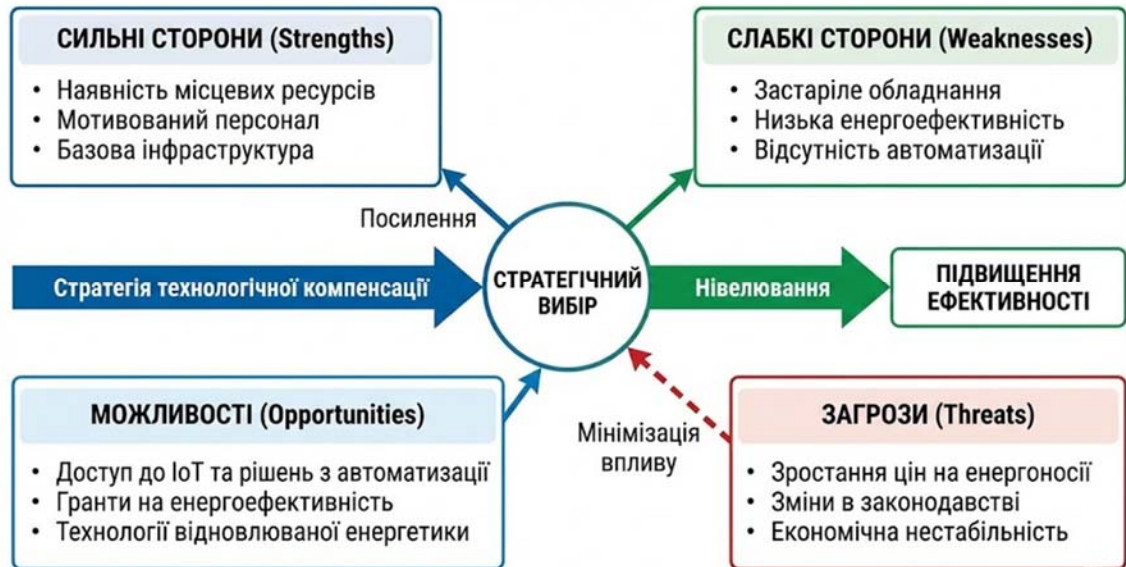 СИЛЬНІ СТОРОНИ (Strengths)
• Наявність місцевих ресурсів
• Мотивований персонал
• Базова інфраструктура
СЛАБКІ СТОРОНИ (Weaknesses)
• Застаріле обладнання
• Низька енергоефективність
• Відсутність автоматизації
Посилення
Стратегія технологічної компенсації
СТРАТЕГІЧНИЙ
ВИБІР
Нівелювання
ПІДВИЩЕННЯ
ЕФЕКТИВНОСТІ
МОЖЛИВОСТІ (Opportunities)
• Доступ до IoT та рішень з автоматизації
• Гранти на енергоефективність
• Технології відновлюваної енергетики
Мінімізація
впливу
ЗАГРОЗИ (Threats)
• Зростання цін на енергоносії
• Зміни в законодавстві
• Економічна нестабільність